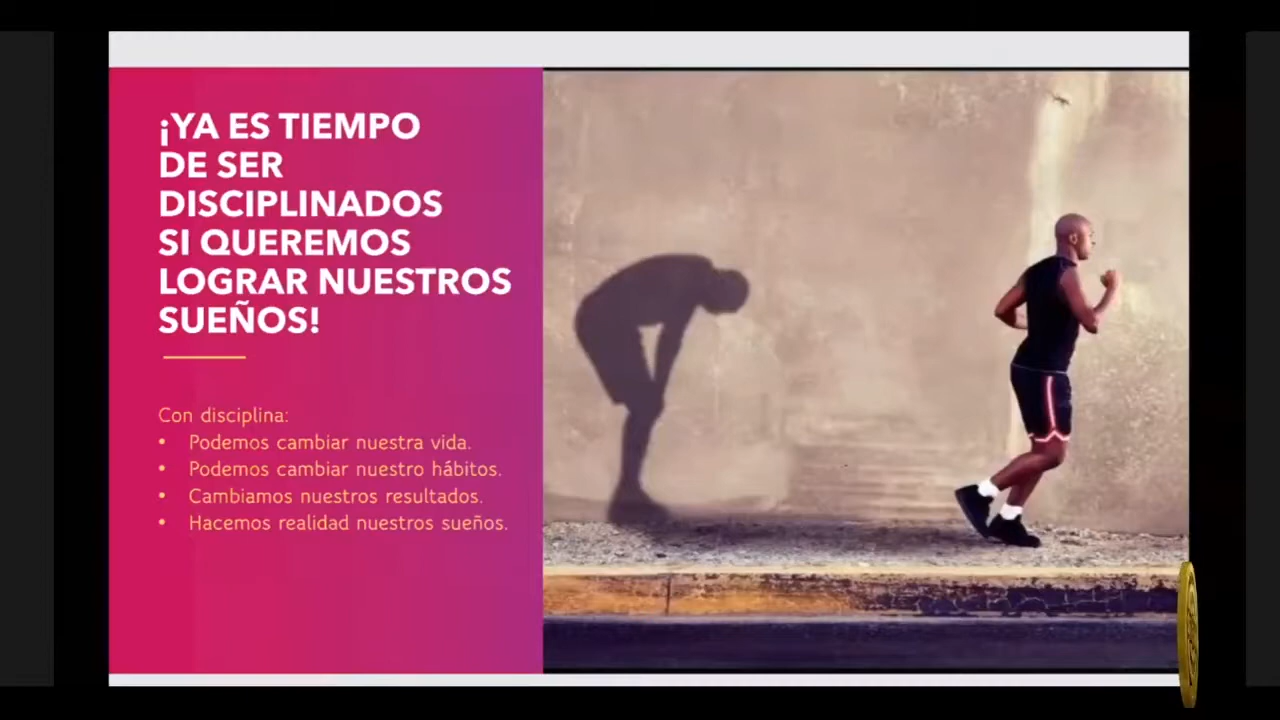 ¡YA ES TIEMPO
DE SER
DISCIPLINADOS
SI QUEREMOS
LOGRAR NUESTROS
SUEÑOS!
Con disciplina:
• Podemos cambiar nuestra vida.
• Podemos cambiar nuestro hábitos.
• Cambiamos nuestros resultados.
• Hacemos realidad nuestros sueños.